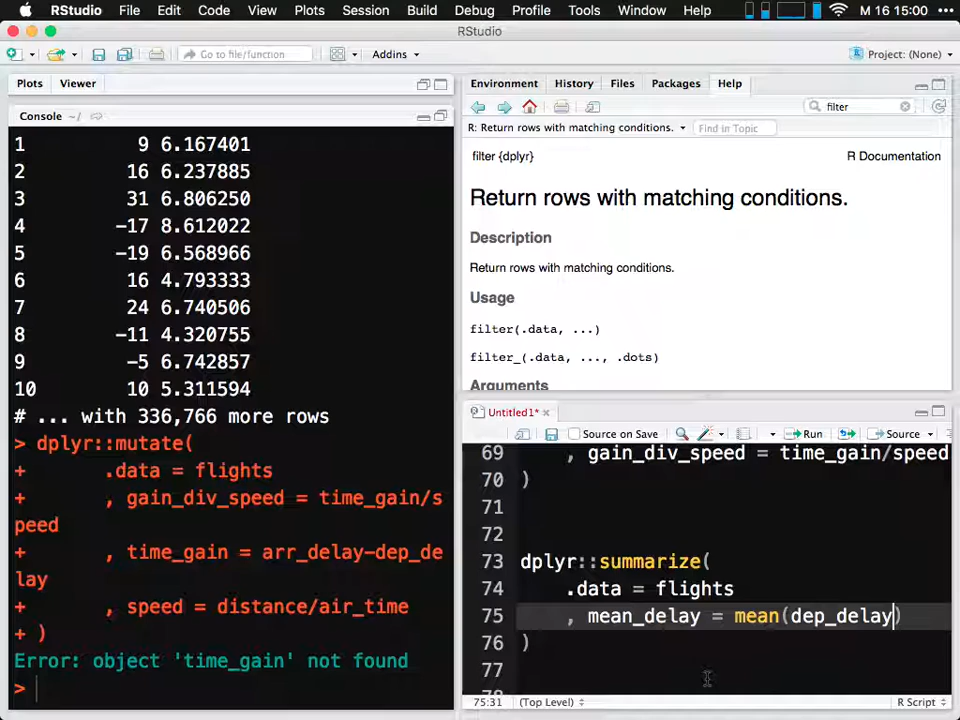 RStudio File Edit Code View Plots Session Build Debug Profile Tools Window Help M 16 15:00
RStudio
Go to file/function Addins Project: (None)
Plots Viewer
Console ~/
1 9 6.167401
2 16 6.237885
3 31 6.806250
4 -17 8.612022
5 -19 6.568966
6 16 4.793333
7 24 6.740506
8 -11 4.320755
9 -5 6.742857
10 10 5.311594
# ... with 336,766 more rows
> dplyr::mutate(
+ .data = flights
+ , gain_div_speed = time_gain/s
peed
+ , time_gain = arr_delay-dep_de
lay
+ , speed = distance/air_time
+ )
Error: object 'time_gain' not found
>
Environment History Files Packages Help
filter
R: Return rows with matching conditions. Find in Topic
filter {dplyr} R Documentation
Return rows with matching conditions.
Description
Return rows with matching conditions.
Usage
filter(.data, ...)
filter_(.data, ..., .dots)
Arguments
Untitled1*
Source on Save Run Source
69 , gain_div_speed = time_gain/speed
70 )
71
72
73 dplyr::summarize(
74 .data = flights
75 , mean_delay = mean(dep_delay)
76 )
77
78
75:31 (Top Level) R Script